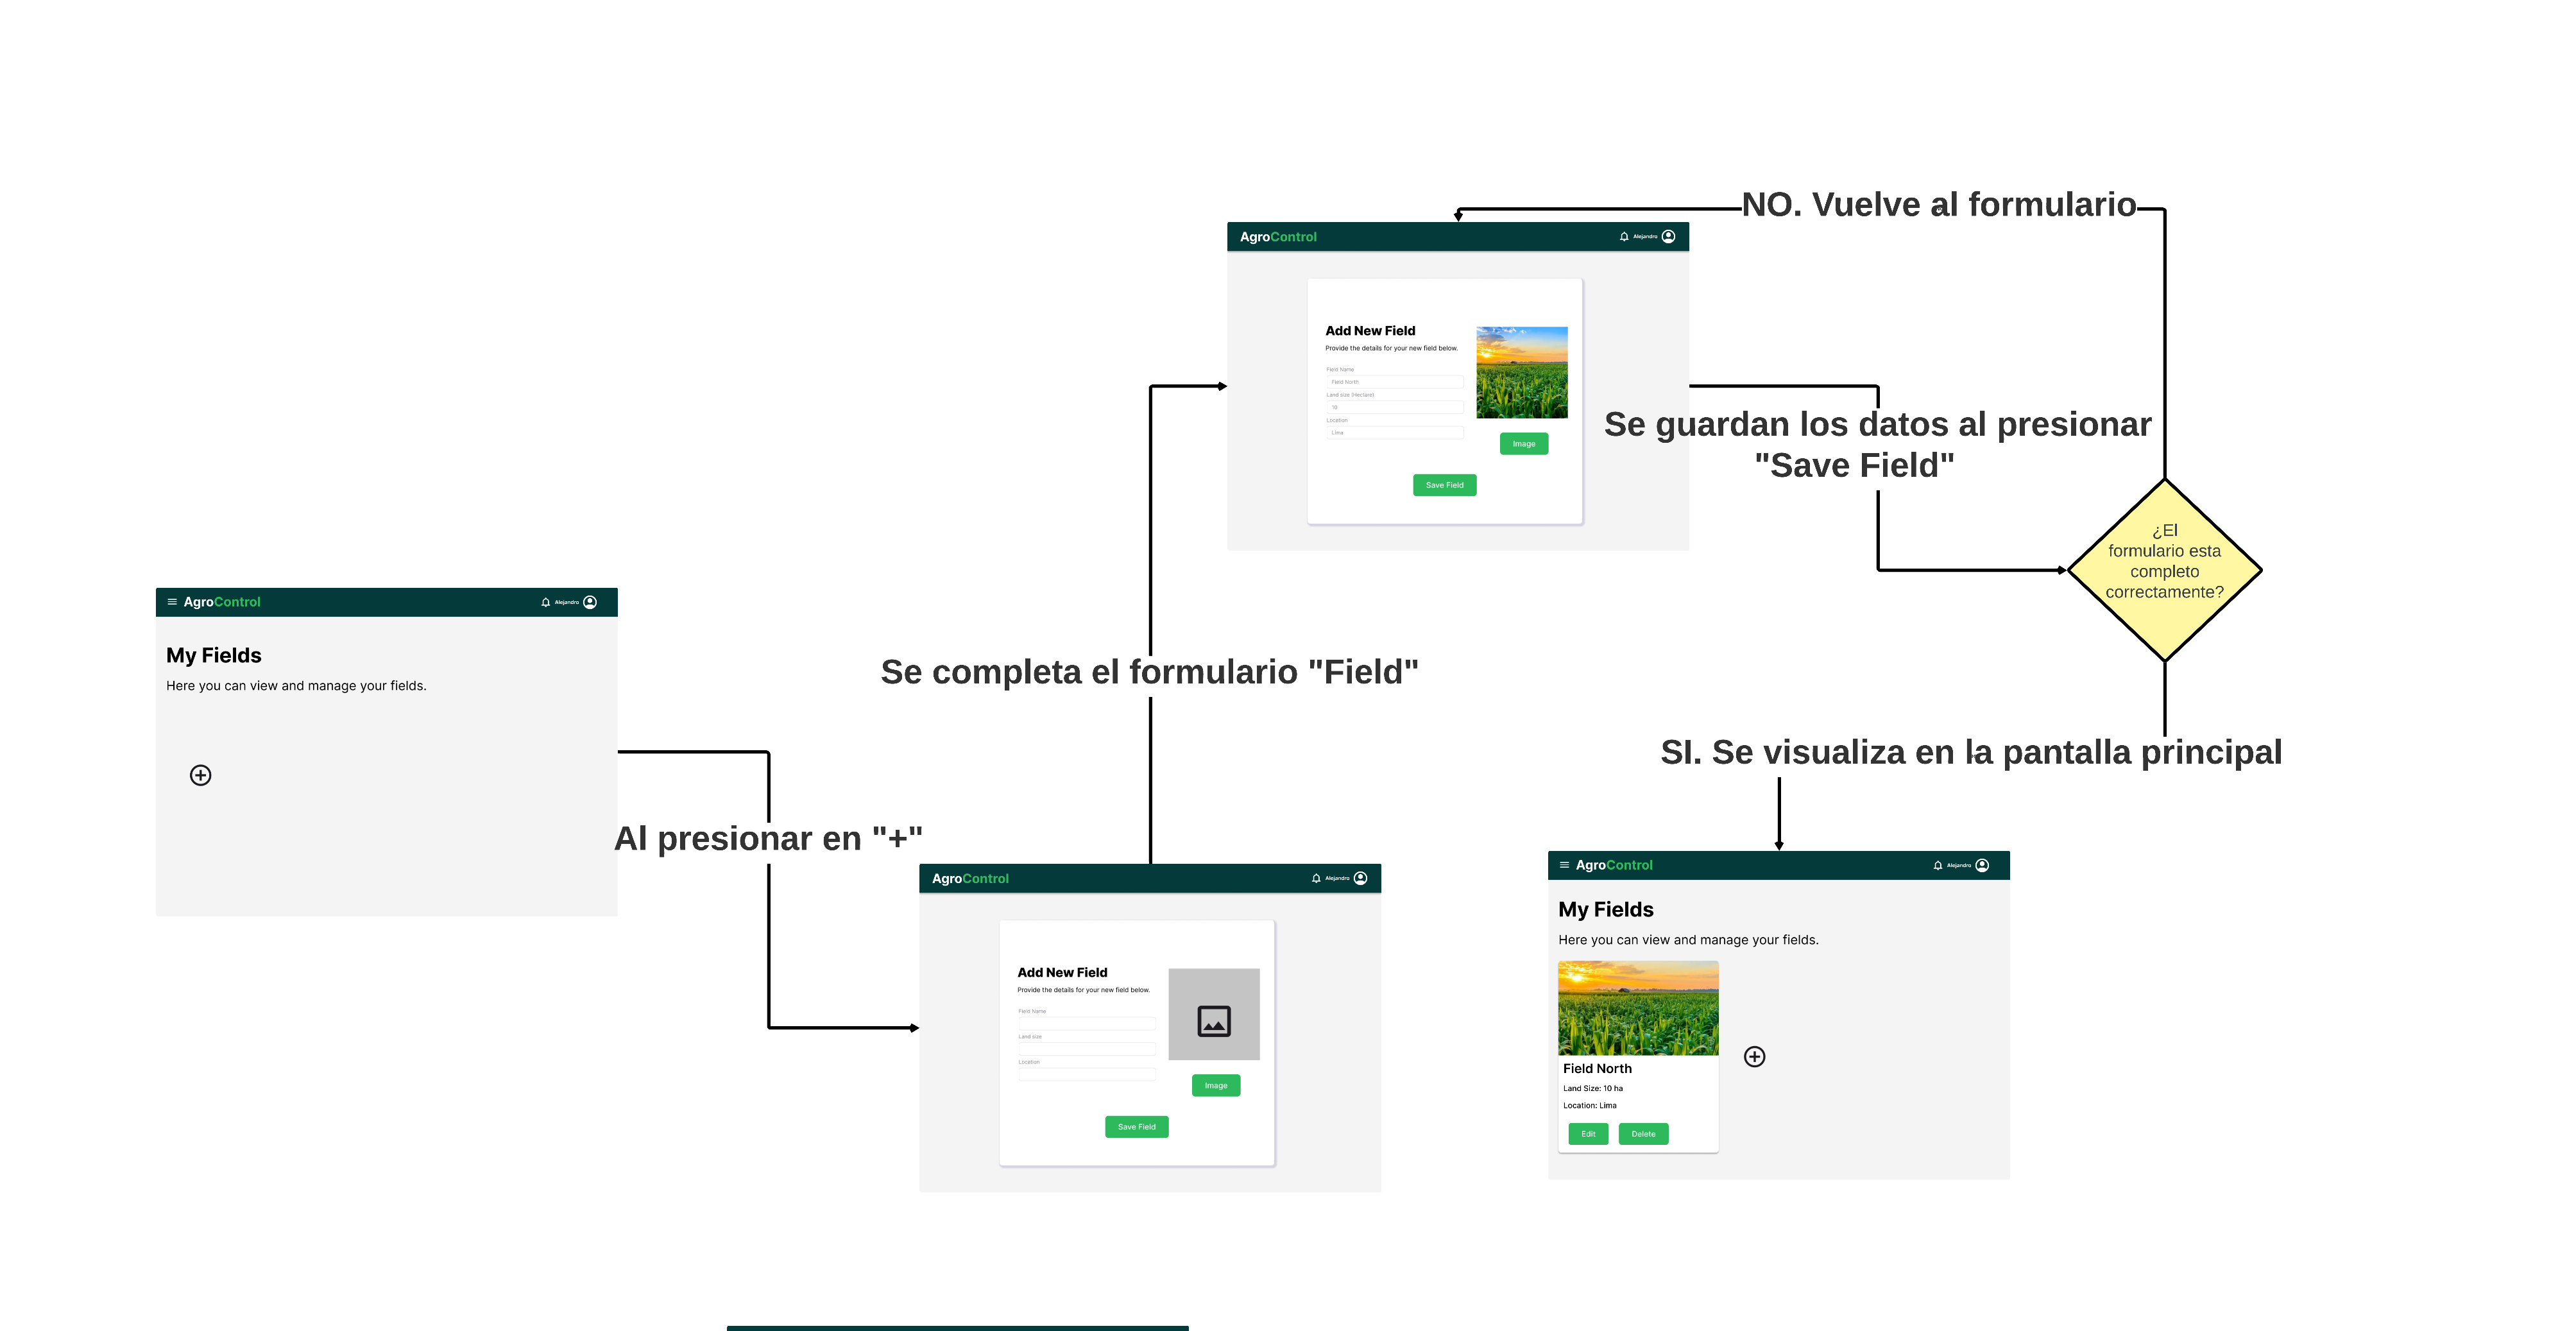 NO. Vuelve al formulario
AgroControl
Alejandro
Add New Field
Provide the details for your new field below.
Field Name
Field North
Land size (Hectare)
10
Location
Lima
Image
Save Field
Se guardan los datos al presionar
"Save Field"
¿El
formulario esta
completo
correctamente?
AgroControl
Alejandro
My Fields
Here you can view and manage your fields.
Se completa el formulario "Field"
Al presionar en "+"
AgroControl
Alejandro
Add New Field
Provide the details for your new field below.
Field Name
Land size
Location
Image
Save Field
SI. Se visualiza en la pantalla principal
AgroControl
Alejandro
My Fields
Here you can view and manage your fields.
Field North
Land Size: 10 ha
Location: Lima
Edit
Delete